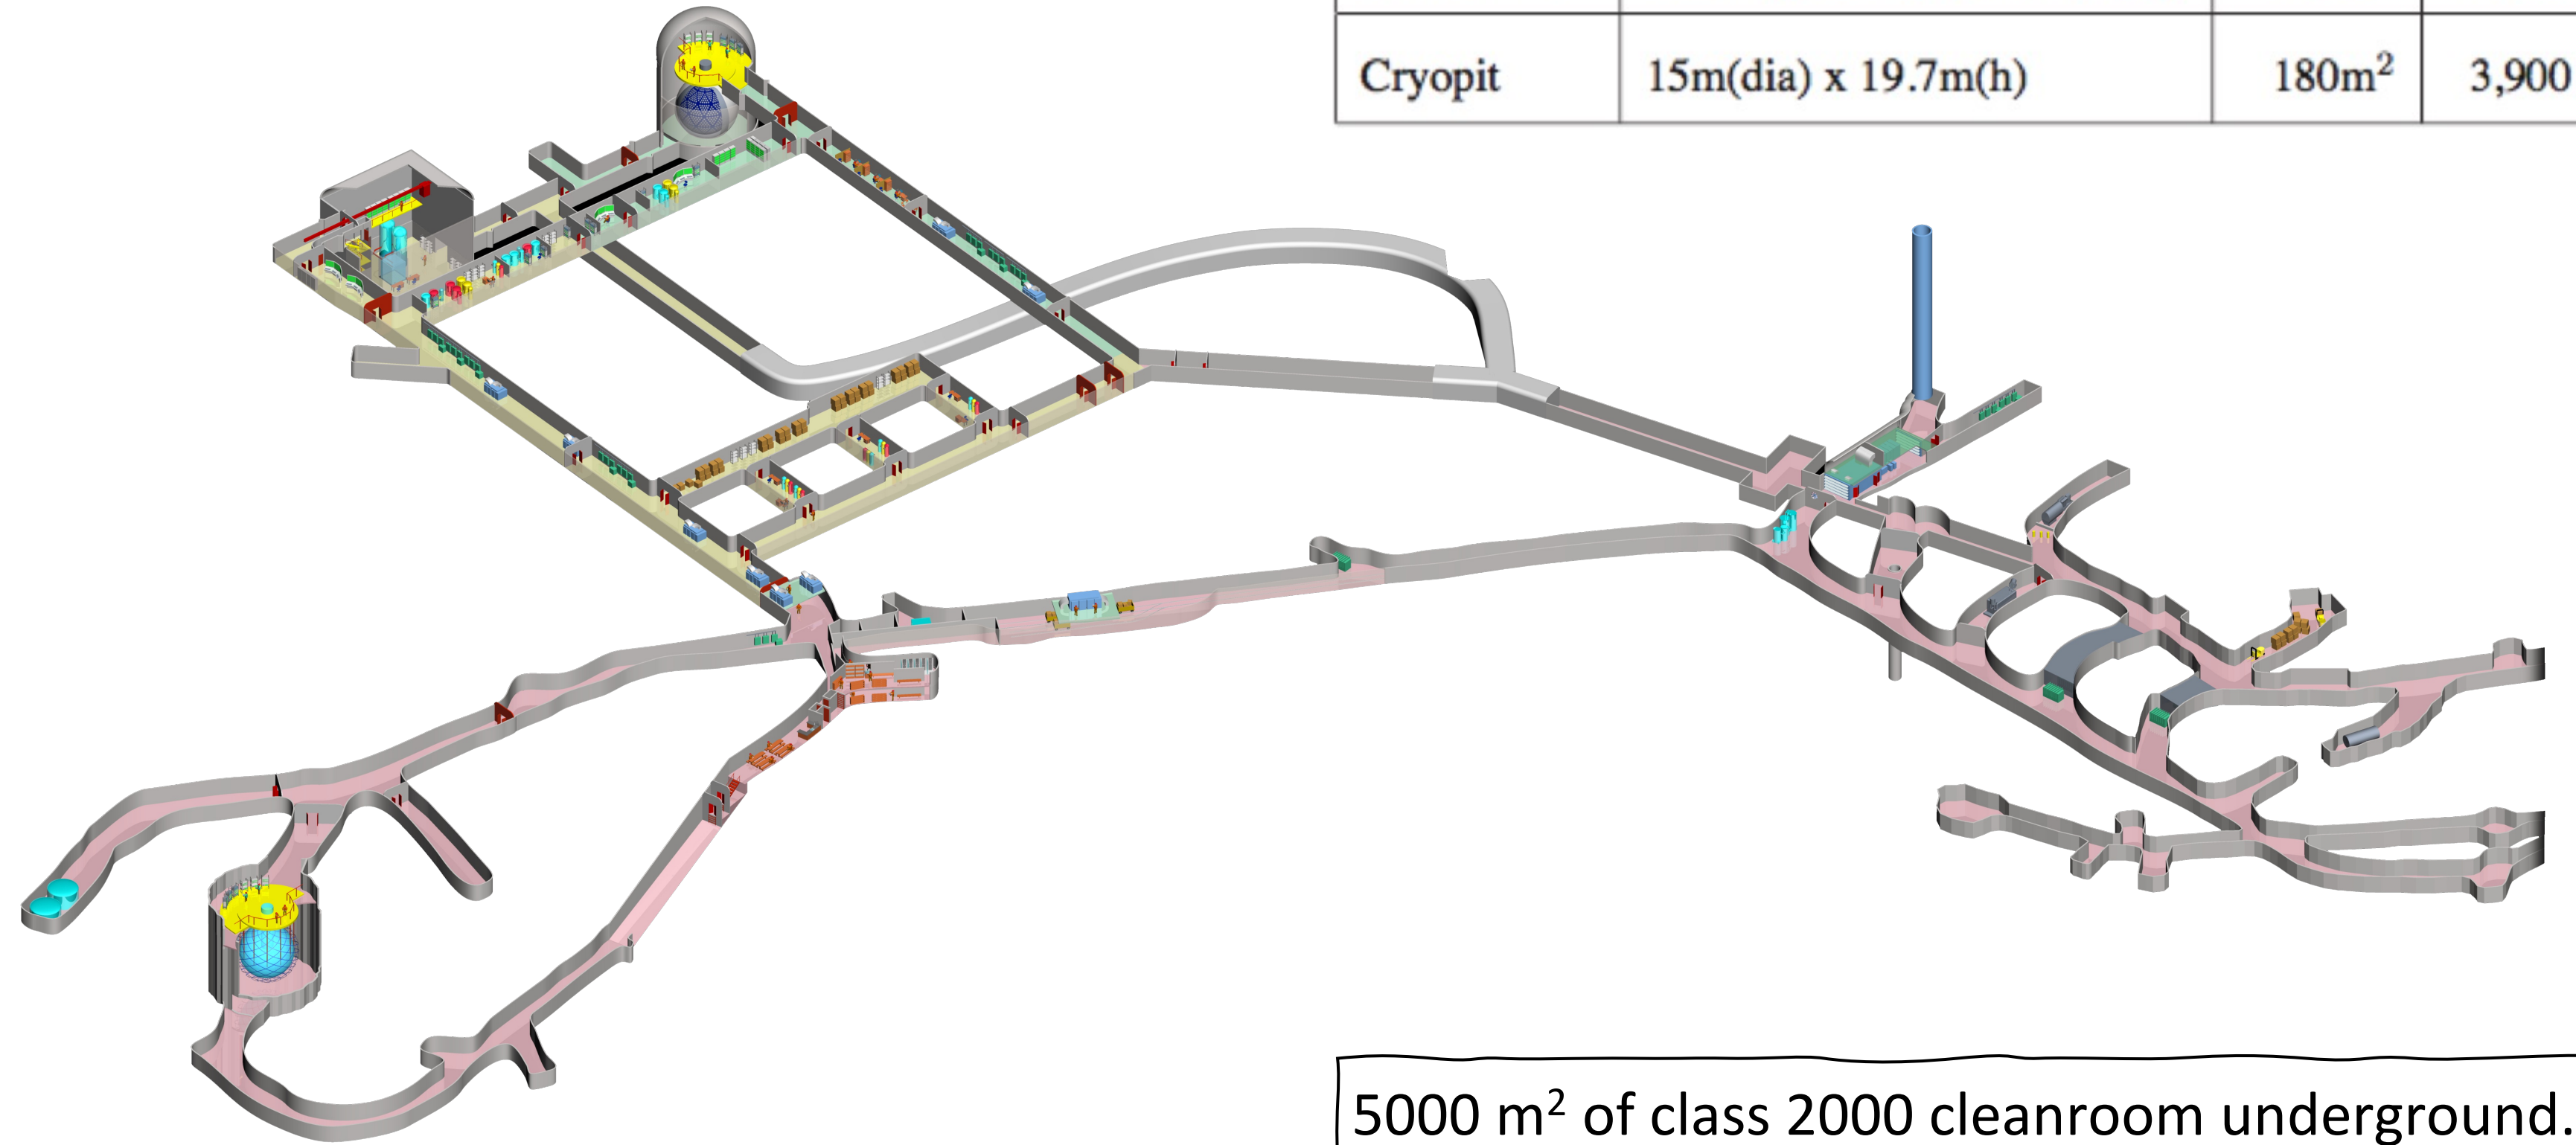 Cryopit 15m(dia) x 19.7m(h) 180m² 3,900
5000 m² of class 2000 cleanroom underground.